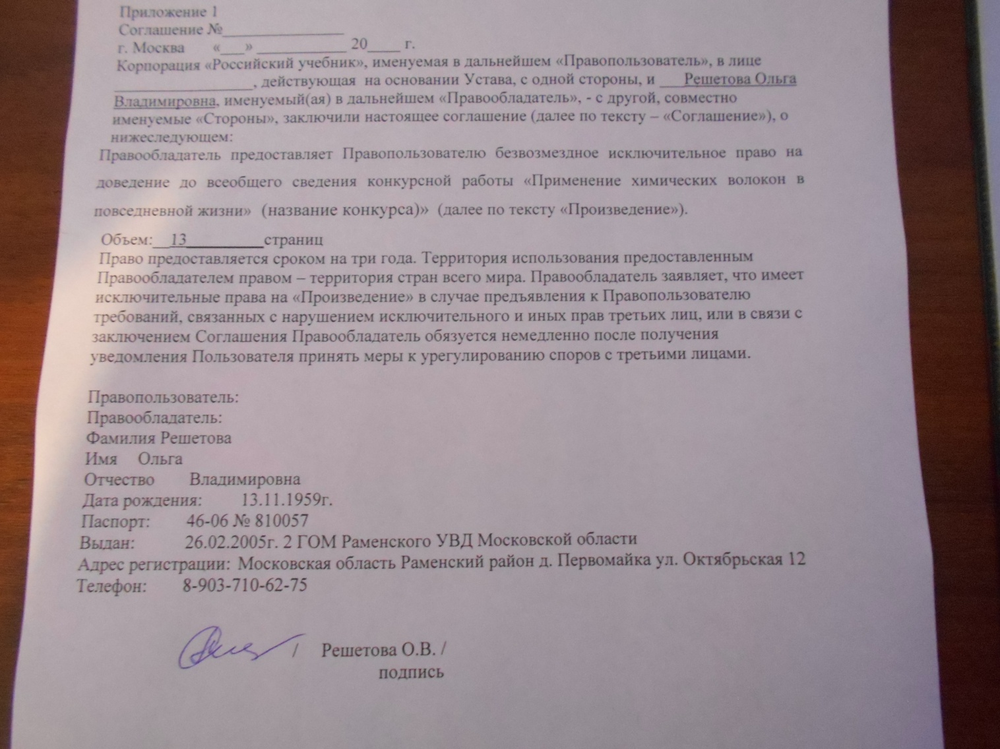 Приложение 1
Соглашение №_______________
г. Москва «___» ___________ 20____ г.
Корпорация «Российский учебник», именуемая в дальнейшем «Правопользователь», в лице
_________________, действующая на основании Устава, с одной стороны, и ___Решетова Ольга
Владимировна, именуемый(ая) в дальнейшем «Правообладатель», - с другой, совместно
именуемые «Стороны», заключили настоящее соглашение (далее по тексту – «Соглашение»), о
нижеследующем:
Правообладатель предоставляет Правопользователю безвозмездное исключительное право на
доведение до всеобщего сведения конкурсной работы «Применение химических волокон в
повседневной жизни» (название конкурса)» (далее по тексту «Произведение»).
Объем:__13__________страниц
Право предоставляется сроком на три года. Территория использования предоставленным
Правообладателем правом – территория стран всего мира. Правообладатель заявляет, что имеет
исключительные права на «Произведение» в случае предъявления к Правопользователю
требований, связанных с нарушением исключительного и иных прав третьих лиц, или в связи с
заключением Соглашения Правообладатель обязуется немедленно после получения
уведомления Пользователя принять меры к урегулированию споров с третьими лицами.
Правопользователь:
Правообладатель:
Фамилия Решетова
Имя Ольга
Отчество Владимировна
Дата рождения: 13.11.1959г.
Паспорт: 46-06 № 810057
Выдан: 26.02.2005г. 2 ГОМ Раменского УВД Московской области
Адрес регистрации: Московская область Раменский район д. Первомайка ул. Октябрьская 12
Телефон: 8-903-710-62-75
/ Решетова О.В. /
подпись